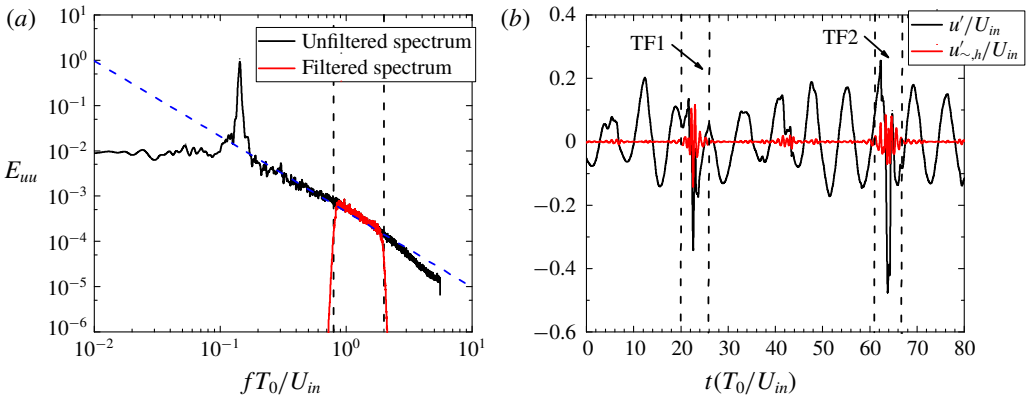 (a)
Unfiltered spectrum
Filtered spectrum
10^0
10^-1
10^-2
E_uu
10^-3
10^-4
10^-5
10^-6
10^-2
10^-1
10^0
10^1
fT_0/U_in
(b)
u′/U_in
u′_~,h/U_in
TF1
TF2
0.4
0.2
0
−0.2
−0.4
−0.6
0
10
20
30
40
50
60
70
80
t(T_0/U_in)